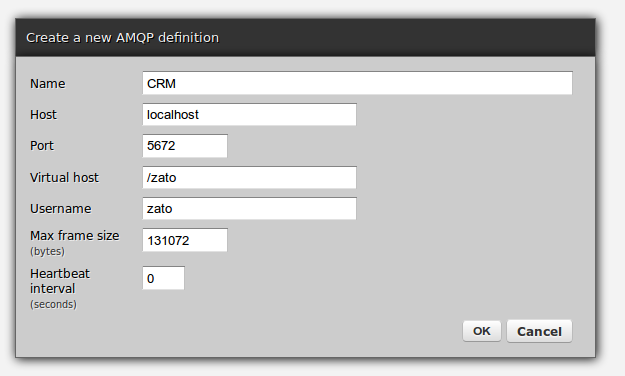 Create a new AMQP definition
Name CRM
Host localhost
Port 5672
Virtual host /zato
Username zato
Max frame size 131072
(bytes)
Heartbeat 0
interval
(seconds)
OK Cancel